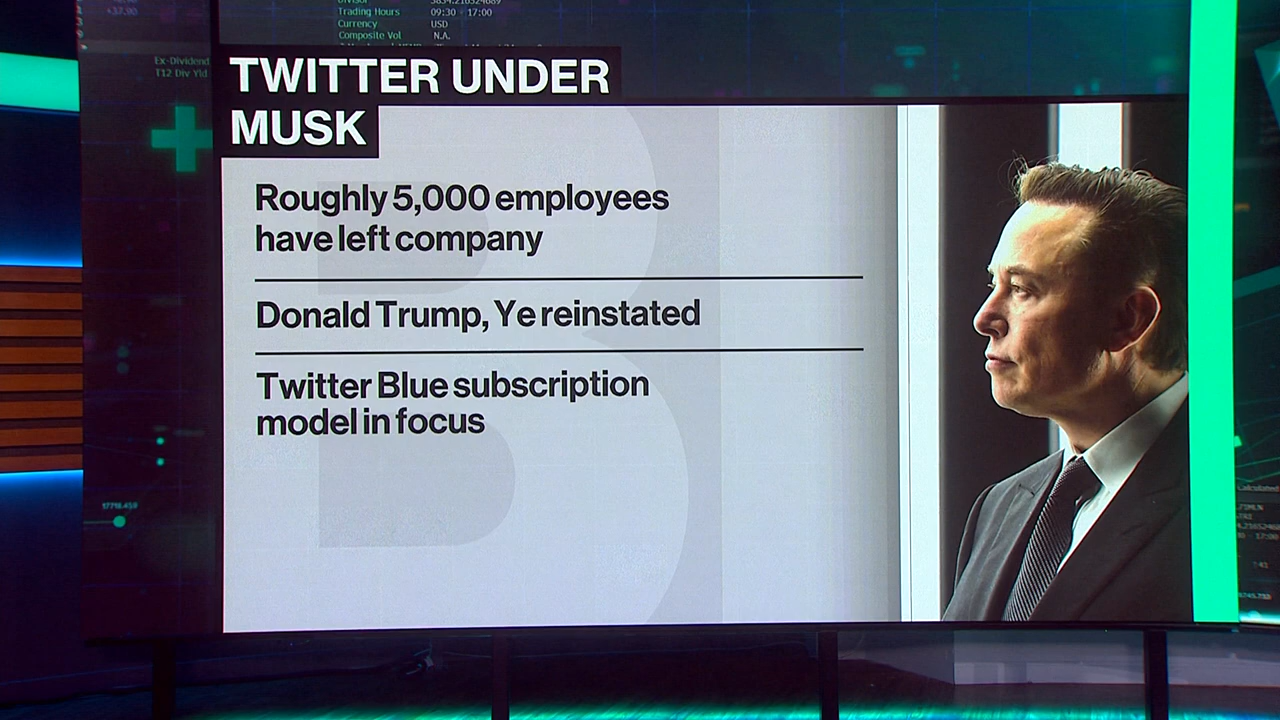 Trading Hours 09:30 - 17:00
Currency USD
Composite Vol N.A.
Ex-Dividend
T12 Div Yld
TWITTER UNDER
MUSK
Roughly 5,000 employees
have left company
Donald Trump, Ye reinstated
Twitter Blue subscription
model in focus
Calculated